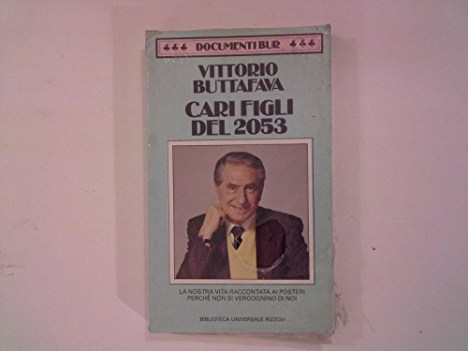 DOCUMENTI BUR
VITTORIO
BUTTAFAVA
CARI FIGLI
DEL 2053
LA NOSTRA VITA RACCONTATA AI POSTERI
PERCHÉ NON SI VERGOGNINO DI NOI
BIBLIOTECA UNIVERSALE RIZZOLI